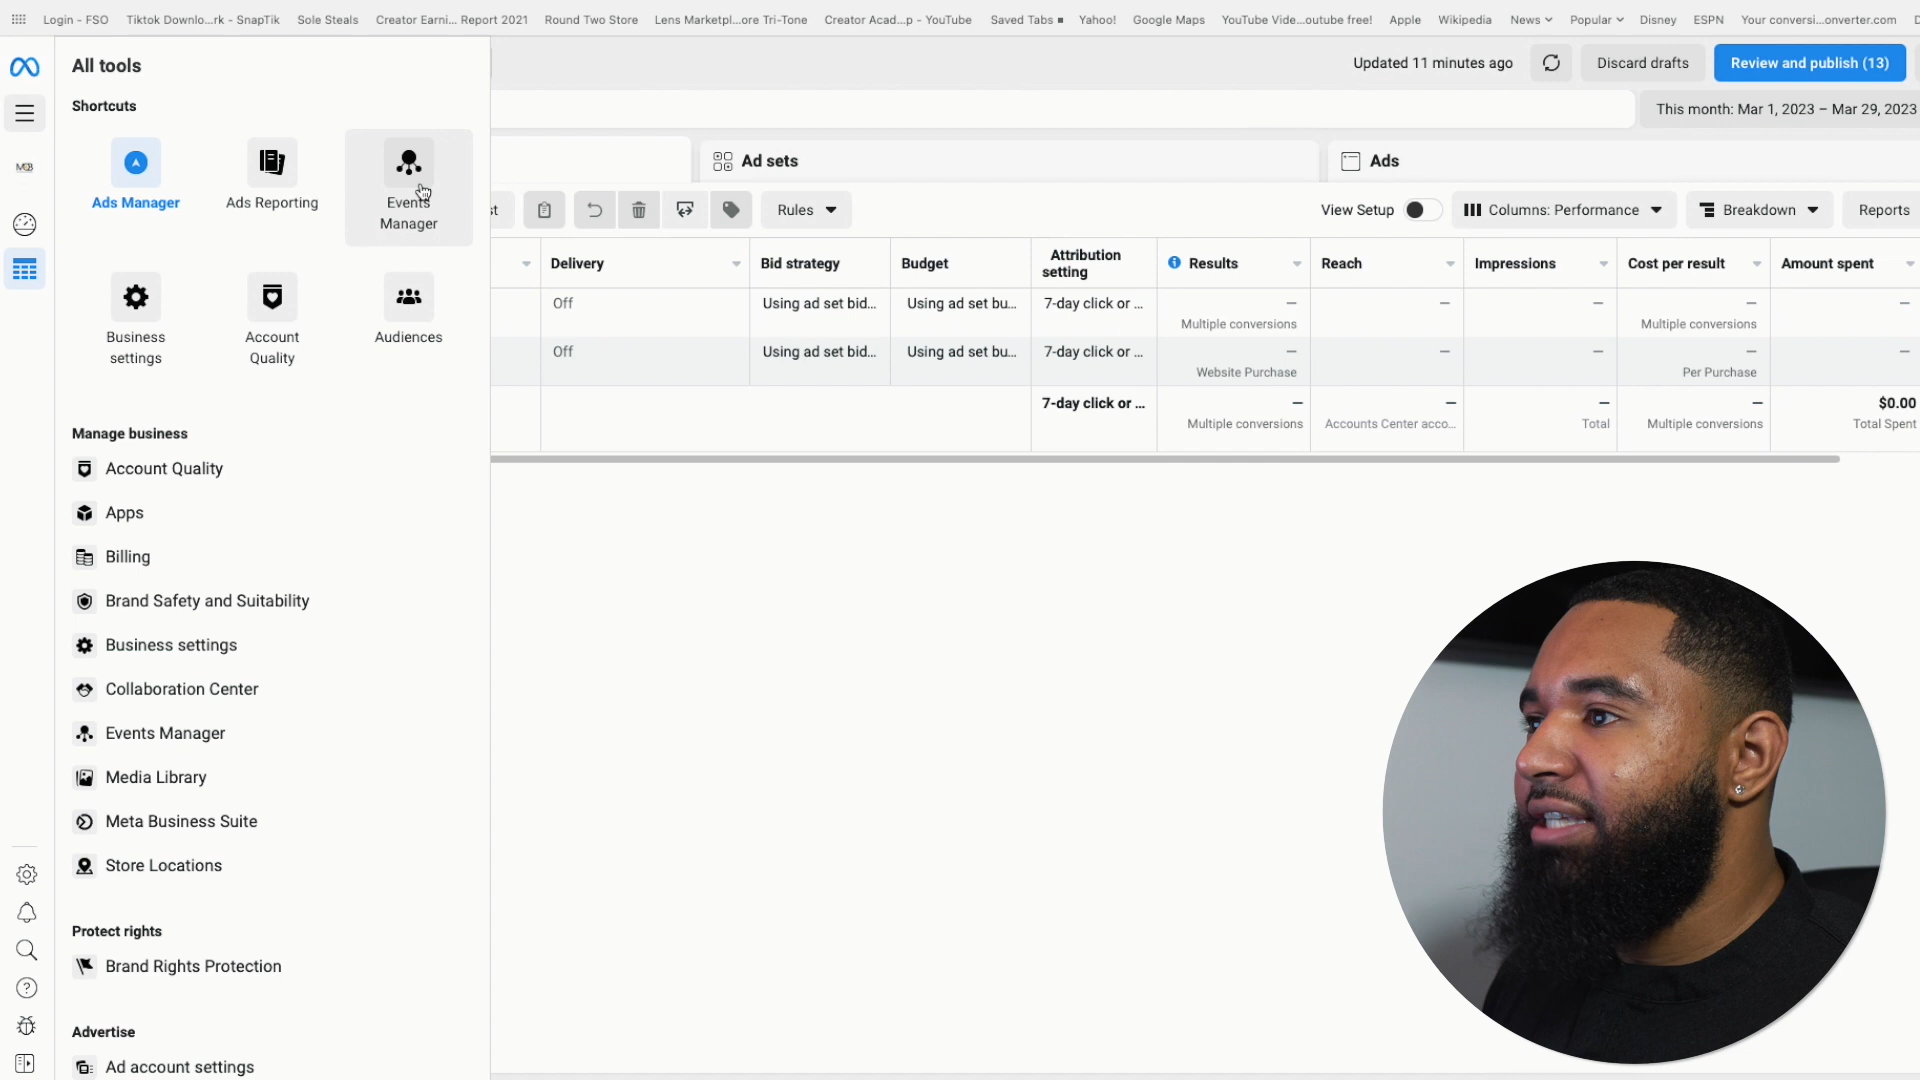 Login - FSO
Tiktok Downlo...rk - SnapTik
Sole Steals
Creator Earni... Report 2021
Round Two Store
Lens Marketpl...ore Tri-Tone
Creator Acad...p - YouTube
Saved Tabs
Yahoo!
Google Maps
YouTube Vide...outube free!
Apple
Wikipedia
News
Popular
Disney
ESPN
Your conversi...onverter.com
All tools
Updated 11 minutes ago
Discard drafts
Review and publish (13)
Shortcuts
This month: Mar 1, 2023 – Mar 29, 2023
Ads Manager
Ads Reporting
Events
Manager
Ad sets
Ads
Rules
View Setup
Columns: Performance
Breakdown
Reports
Business
settings
Account
Quality
Audiences
Delivery
Bid strategy
Budget
Attribution
setting
Results
Reach
Impressions
Cost per result
Amount spent
Off
Using ad set bid...
Using ad set bu...
7-day click or ...
—
Multiple conversions
—
—
—
Multiple conversions
—
Off
Using ad set bid...
Using ad set bu...
7-day click or ...
—
Website Purchase
—
—
—
Per Purchase
—
7-day click or ...
—
Multiple conversions
—
Accounts Center acco...
—
Total
—
Multiple conversions
$0.00
Total Spent
Manage business
Account Quality
Apps
Billing
Brand Safety and Suitability
Business settings
Collaboration Center
Events Manager
Media Library
Meta Business Suite
Store Locations
Protect rights
Brand Rights Protection
Advertise
Ad account settings